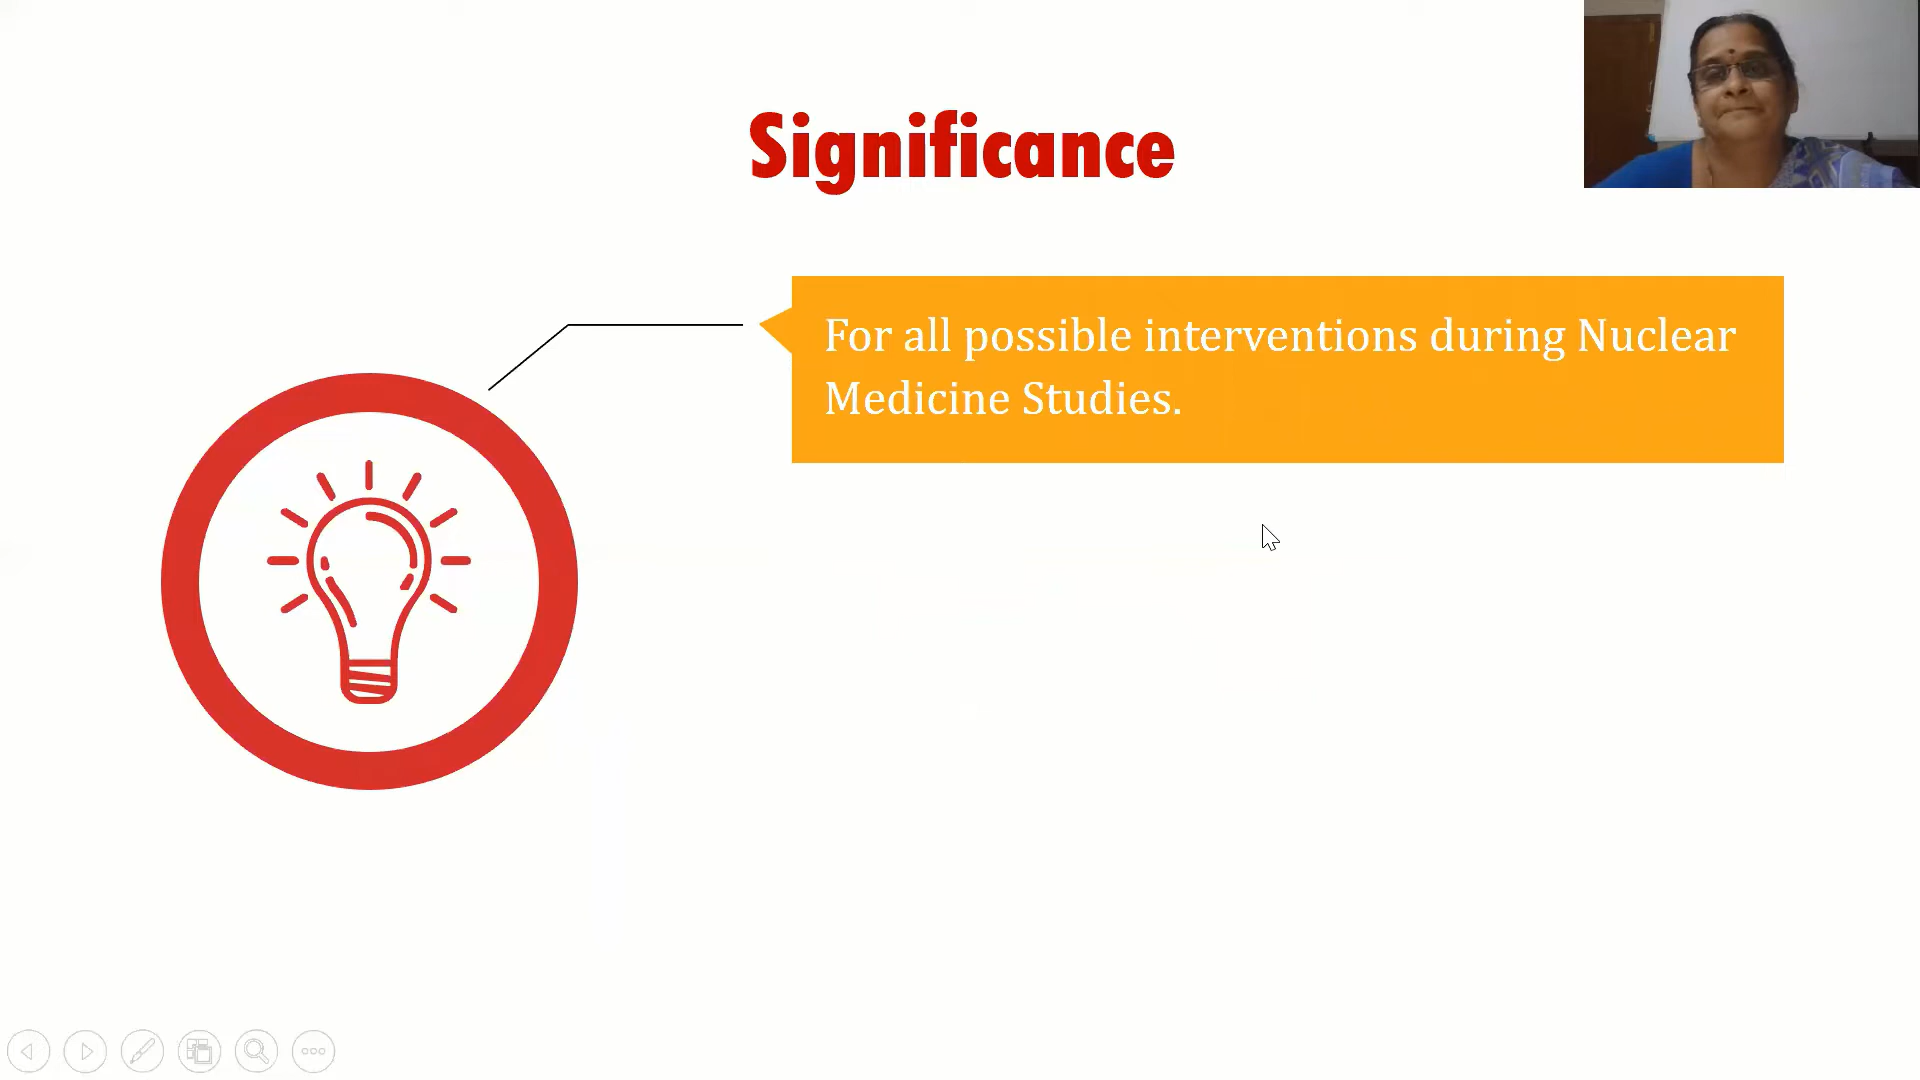 Significance
For all possible interventions during Nuclear
Medicine Studies.